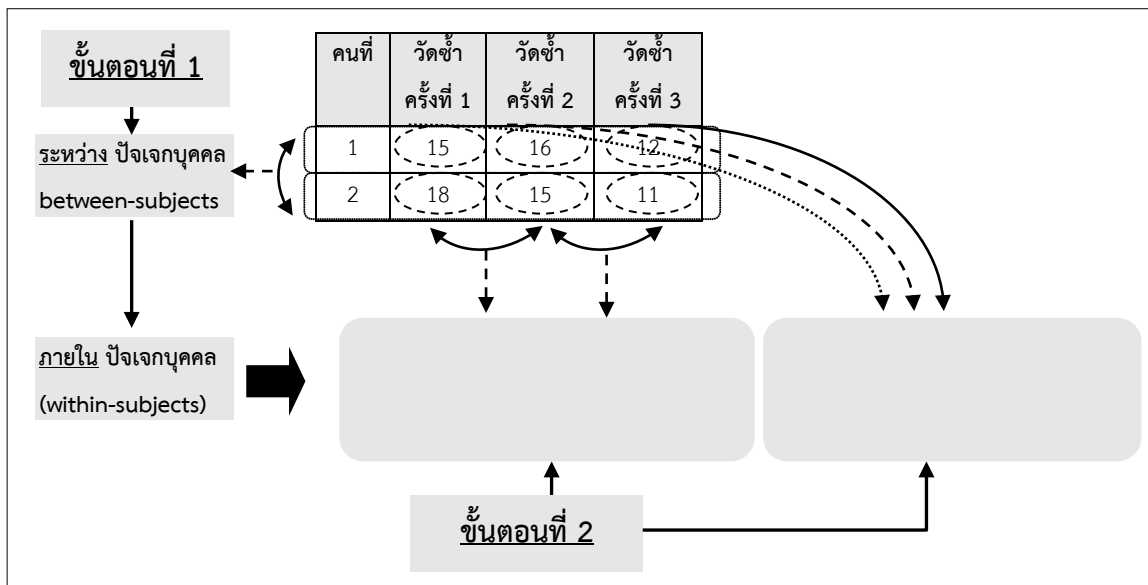 ขั้นตอนที่ 1
คนที่ วัดซ้ำ วัดซ้ำ วัดซ้ำ
ครั้งที่ 1 ครั้งที่ 2 ครั้งที่ 3
1 15 16 12
2 18 15 11
ระหว่าง ปัจเจกบุคคล
between-subjects
ภายใน ปัจเจกบุคคล
(within-subjects)
ขั้นตอนที่ 2